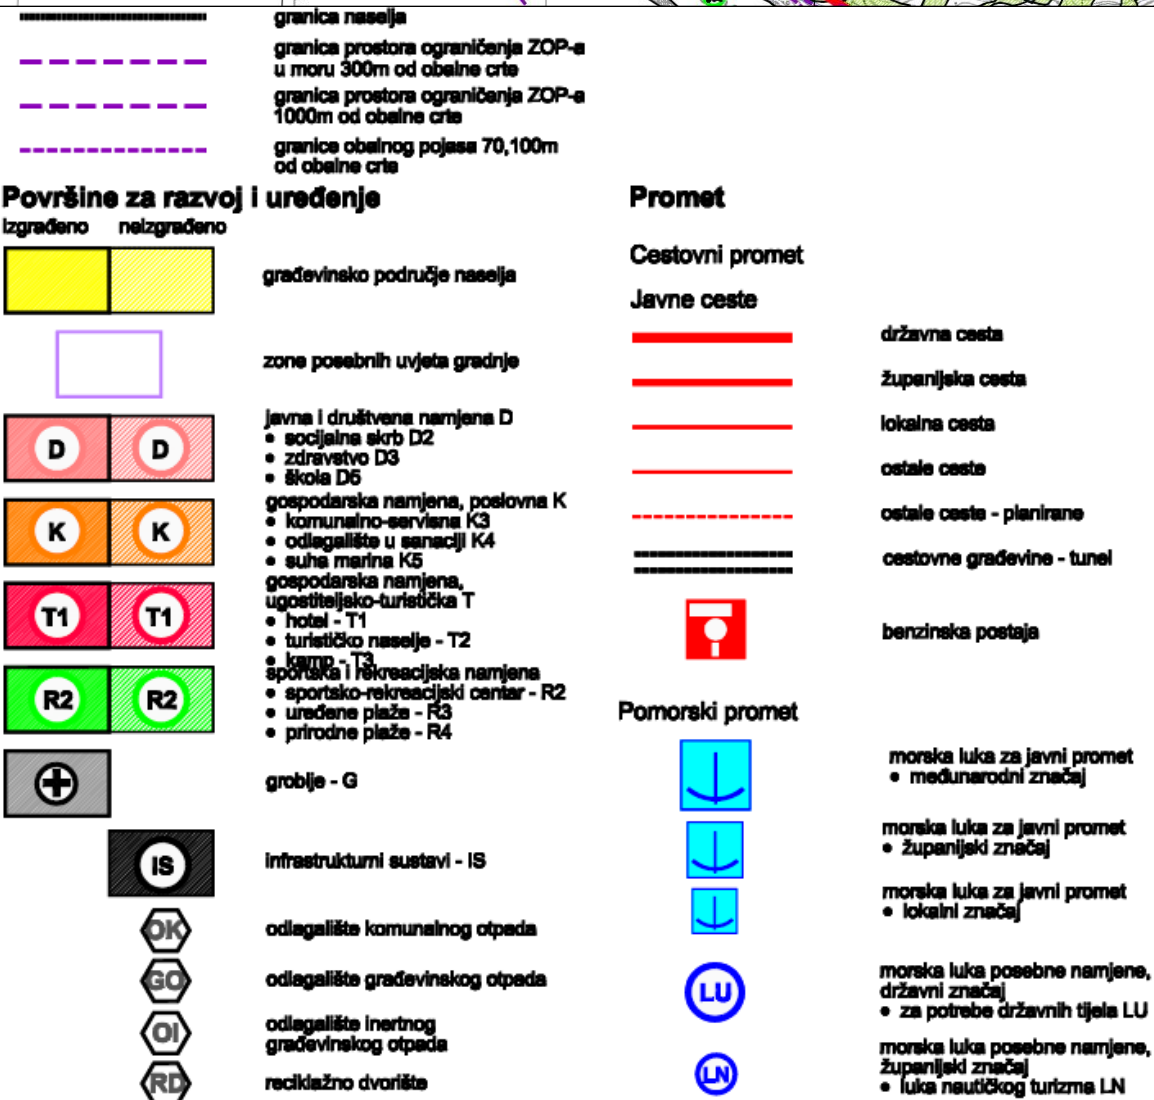 granica naselja
granica prostora ograničenja ZOP-a
u moru 300m od obalne crte
granica prostora ograničenja ZOP-a
1000m od obalne crte
granice obalnog pojasa 70,100m
od obalne crte
Površine za razvoj i uređenje
izgrađeno neizgrađeno
građevinsko područje naselja
zone posebnih uvjeta gradnje
D D
javna i društvena namjena D
• socijalna skrb D2
• zdravstvo D3
• škola D5
K K
gospodarska namjena, poslovna K
• komunalno-servisna K3
• odlagalište u sanaciji K4
• suha marina K5
T1 T1
gospodarska namjena,
ugostiteljsko-turistička T
• hotel - T1
• turističko naselje - T2
• kamp - T3
R2 R2
sportska i rekreacijska namjena
• sportsko-rekreacijski centar - R2
• uređene plaže - R3
• prirodne plaže - R4
groblje - G
IS
infrastrukturni sustavi - IS
OK
odlagalište komunalnog otpada
GO
odlagalište građevinskog otpada
OI
odlagalište inertnog
građevinskog otpada
RD
reciklažno dvorište
Promet
Cestovni promet
Javne ceste
državna cesta
županijska cesta
lokalna cesta
ostale ceste
ostale ceste - planirane
cestovne građevine - tunel
benzinska postaja
Pomorski promet
morska luka za javni promet
• međunarodni značaj
morska luka za javni promet
• županijski značaj
morska luka za javni promet
• lokalni značaj
LU
morska luka posebne namjene,
državni značaj
• za potrebe državnih tijela LU
LN
morska luka posebne namjene,
županijski značaj
• luka nautičkog turizma LN